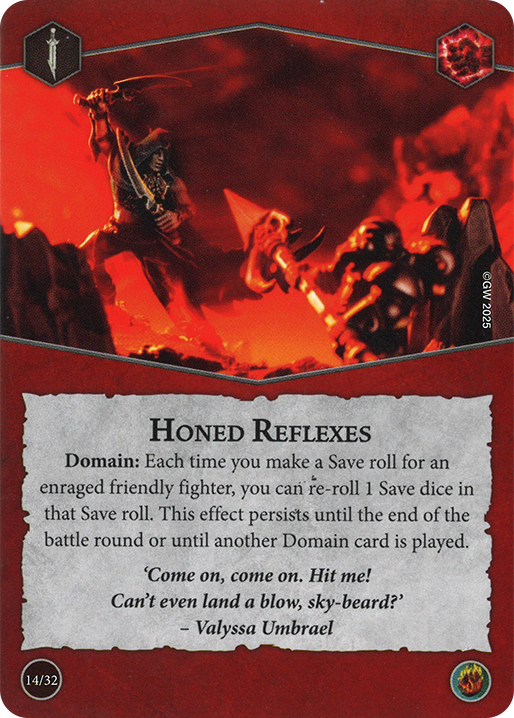 ©GW 2025
HONED REFLEXES
Domain: Each time you make a Save roll for an
enraged friendly fighter, you can re-roll 1 Save dice in
that Save roll. This effect persists until the end of the
battle round or until another Domain card is played.
‘Come on, come on. Hit me!
Can’t even land a blow, sky-beard?’
– Valyssa Umbrael
14/32